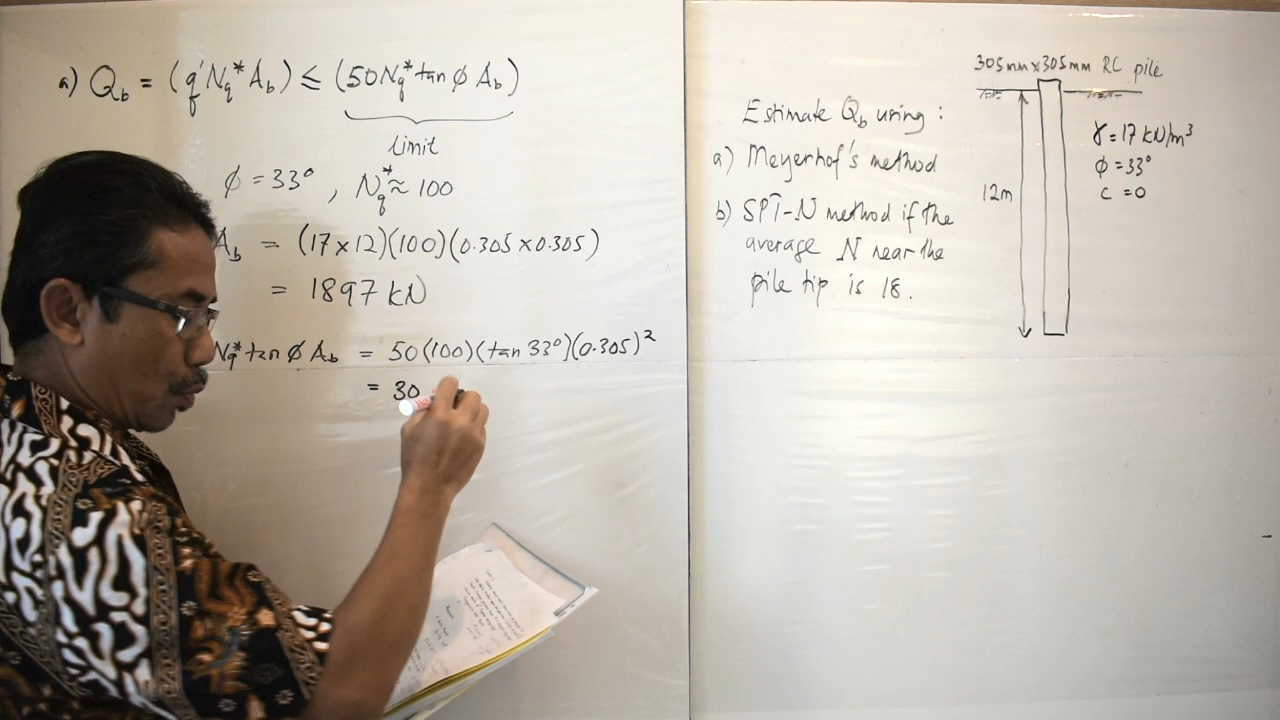 a) Q_b = (q' N_q* A_b) ≤ (50 N_q* tan φ A_b)
limit
φ = 33°, N_q* ≈ 100
A_b = (17 × 12)(100)(0.305 × 0.305)
= 1897 kN
N_q* tan φ A_b = 50(100)(tan 33°)(0.305)²
= 30
305mm x 305mm RC pile
Estimate Q_b using :
a) Meyerhof's method
b) SPT-N method if the
average N near the
pile tip is 18.
12m
γ = 17 kN/m³
φ = 33°
c = 0